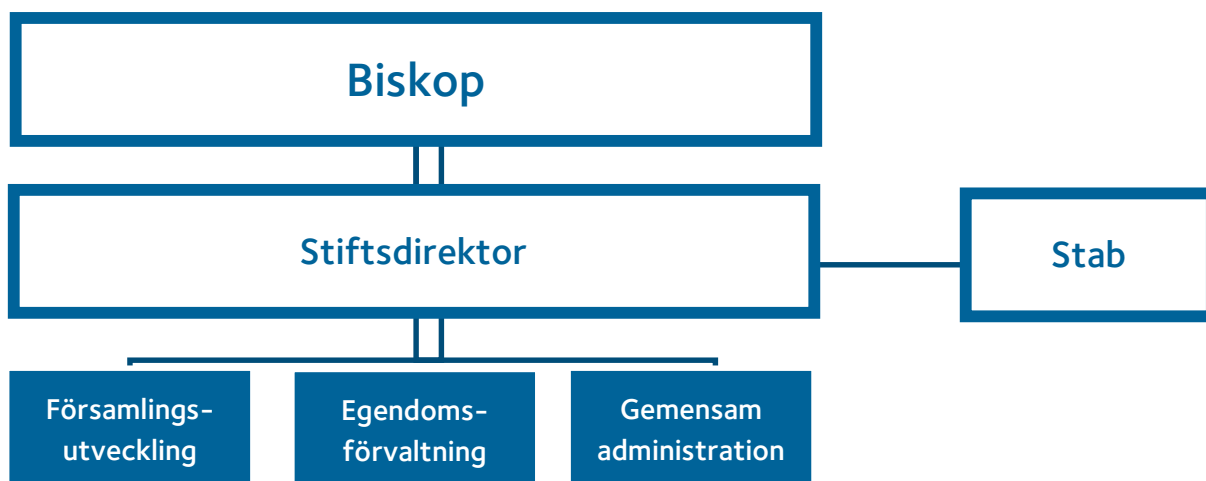 Biskop
Stiftsdirektor
Stab
Församlings-
utveckling
Egendoms-
förvaltning
Gemensam
administration